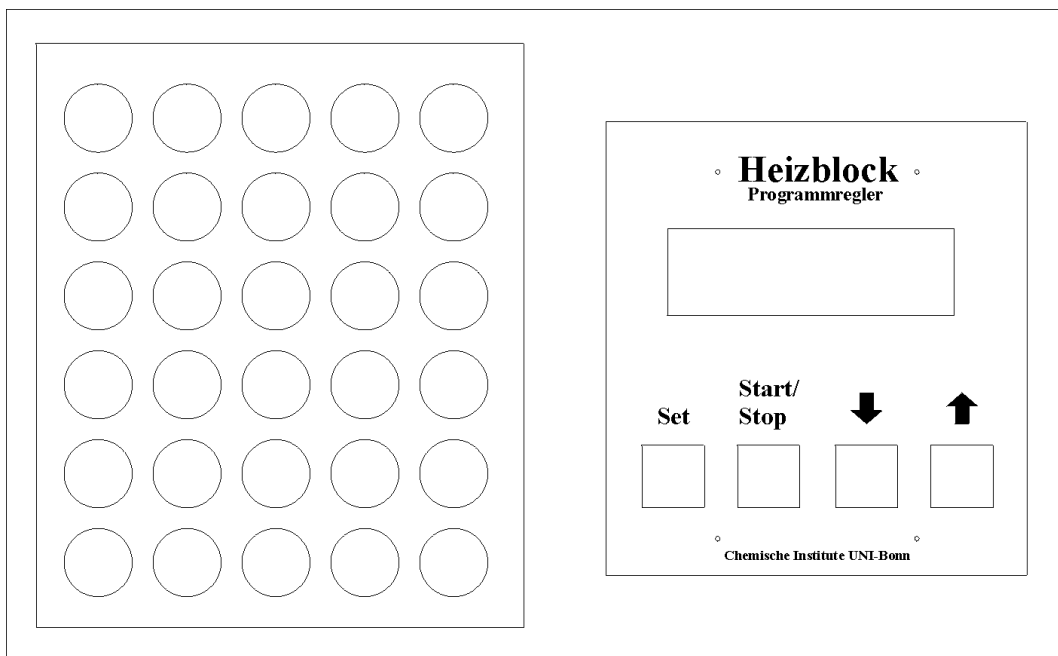 Heizblock
Programmregler
Start/
Set Stop
Chemische Institute UNI-Bonn